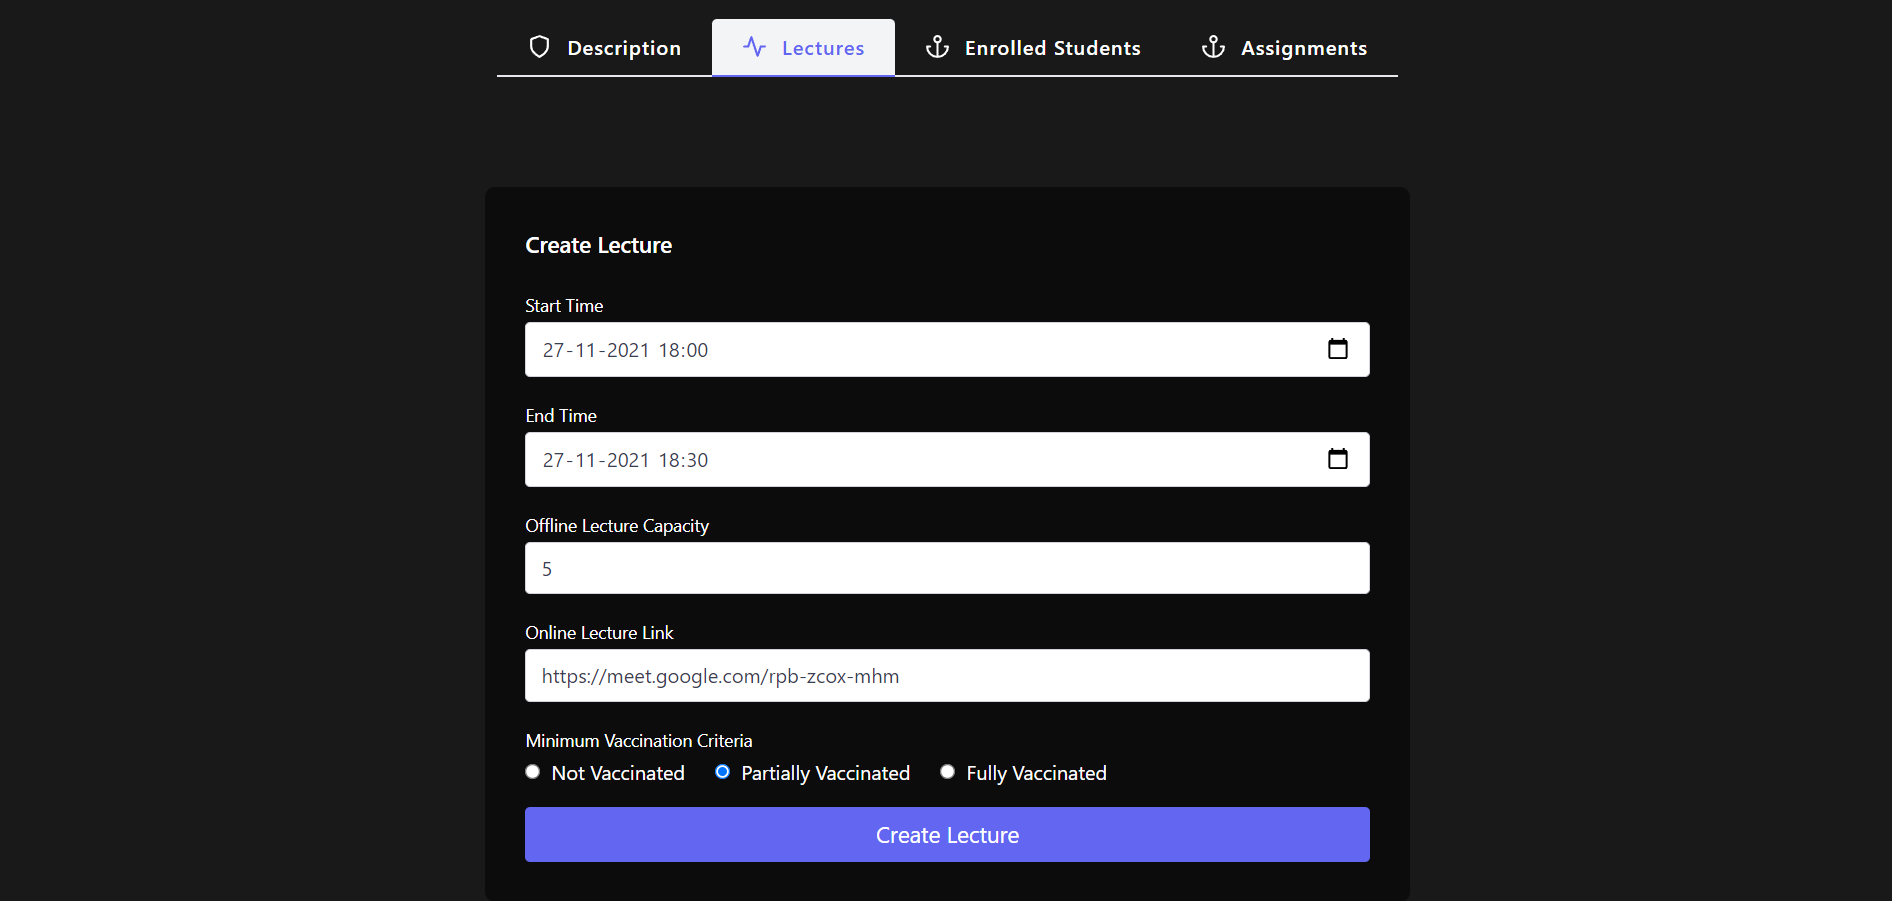 Description Lectures Enrolled Students Assignments
Create Lecture
Start Time
27-11-2021 18:00
End Time
27-11-2021 18:30
Offline Lecture Capacity
5
Online Lecture Link
https://meet.google.com/rpb-zcox-mhm
Minimum Vaccination Criteria
Not Vaccinated Partially Vaccinated Fully Vaccinated
Create Lecture